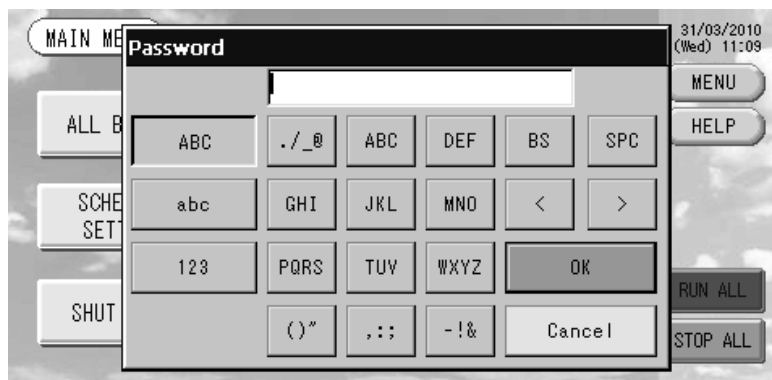 MAIN ME
Password
31/03/2010
(Wed) 11:09
MENU
ALL B
ABC
./_@
ABC
DEF
BS
SPC
HELP
SCHE
SETT
abc
GHI
JKL
MNO
<
>
123
PQRS
TUV
WXYZ
OK
RUN ALL
SHUT
()"
,:;
-!&
Cancel
STOP ALL